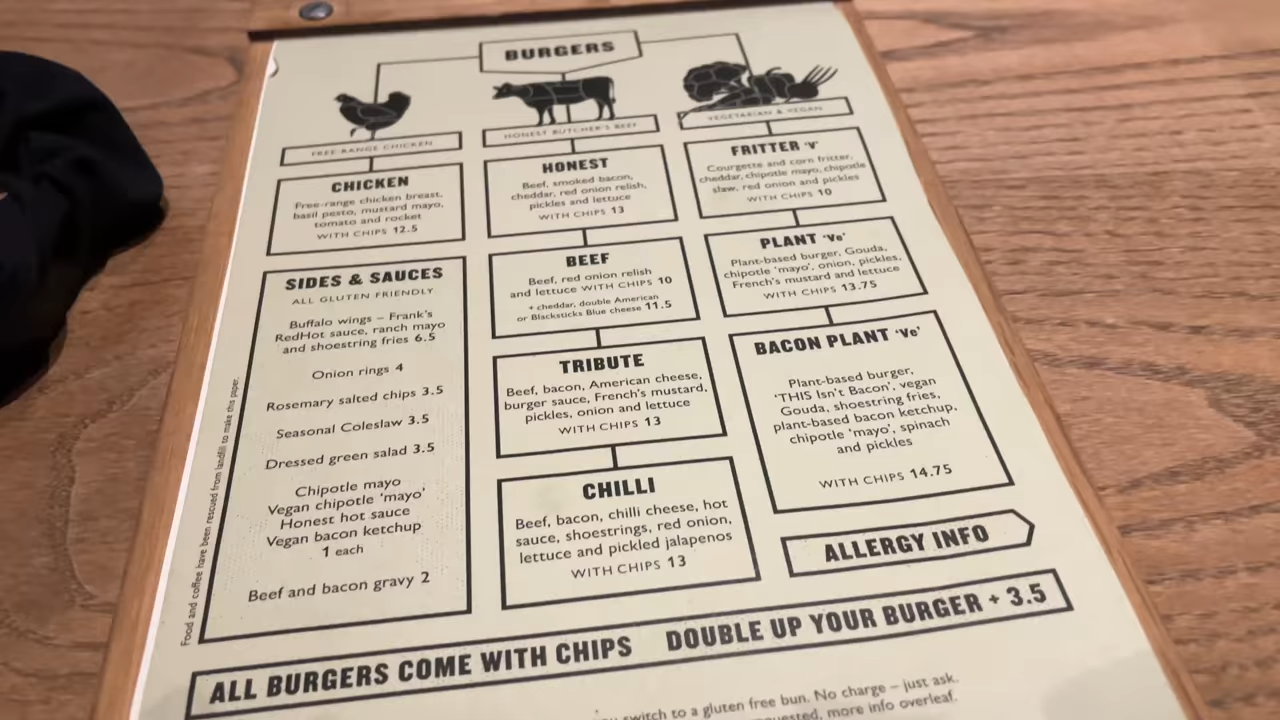 BURGERS
FREE RANGE CHICKEN
CHICKEN
Free-range chicken breast,
basil pesto, mustard mayo,
tomato and rocket
WITH CHIPS 12.5
SIDES & SAUCES
ALL GLUTEN FRIENDLY
Buffalo wings – Frank's
RedHot sauce, ranch mayo
and shoestring fries 6.5
Onion rings 4
Rosemary salted chips 3.5
Seasonal Coleslaw 3.5
Dressed green salad 3.5
Chipotle mayo
Vegan chipotle 'mayo'
Honest hot sauce
Vegan bacon ketchup
1 each
Beef and bacon gravy 2
Food and coffee have been rescued from landfill to make this paper.
HONEST BUTCHER'S BEEF
HONEST
Beef, smoked bacon,
cheddar, red onion relish,
pickles and lettuce
WITH CHIPS 13
BEEF
Beef, red onion relish
and lettuce WITH CHIPS 10
+ cheddar, double American
or Blacksticks Blue cheese 11.5
TRIBUTE
Beef, bacon, American cheese,
burger sauce, French's mustard,
pickles, onion and lettuce
WITH CHIPS 13
CHILLI
Beef, bacon, chilli cheese, hot
sauce, shoestrings, red onion,
lettuce and pickled jalapenos
WITH CHIPS 13
VEGETARIAN & VEGAN
FRITTER 'V'
Courgette and corn fritter,
cheddar, chipotle mayo, chipotle
slaw, red onion and pickles
WITH CHIPS 10
PLANT 'Ve'
Plant-based burger, Gouda,
chipotle 'mayo', onion, pickles,
French's mustard and lettuce
WITH CHIPS 13.75
BACON PLANT 'Ve'
Plant-based burger,
'THIS Isn't Bacon', vegan
Gouda, shoestring fries,
plant-based bacon ketchup,
chipotle 'mayo', spinach
and pickles
WITH CHIPS 14.75
ALLERGY INFO
ALL BURGERS COME WITH CHIPS DOUBLE UP YOUR BURGER + 3.5
switch to a gluten free bun. No charge – just ask.
more info overleaf.